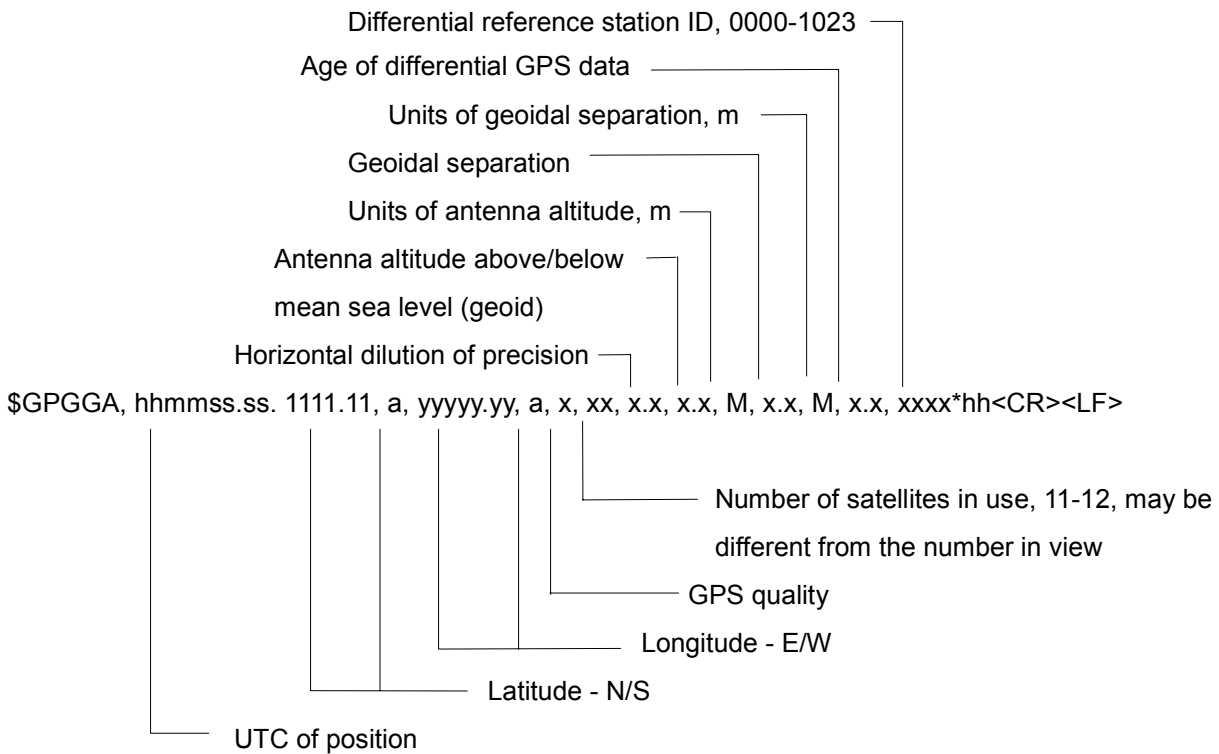 Differential reference station ID, 0000-1023
Age of differential GPS data
Units of geoidal separation, m
Geoidal separation
Units of antenna altitude, m
Antenna altitude above/below
mean sea level (geoid)
Horizontal dilution of precision
$GPGGA, hhmmss.ss. 1111.11, a, yyyyy.yy, a, x, xx, x.x, x.x, M, x.x, M, x.x, xxxx*hh<CR><LF>
Number of satellites in use, 11-12, may be
different from the number in view
GPS quality
Longitude - E/W
Latitude - N/S
UTC of position